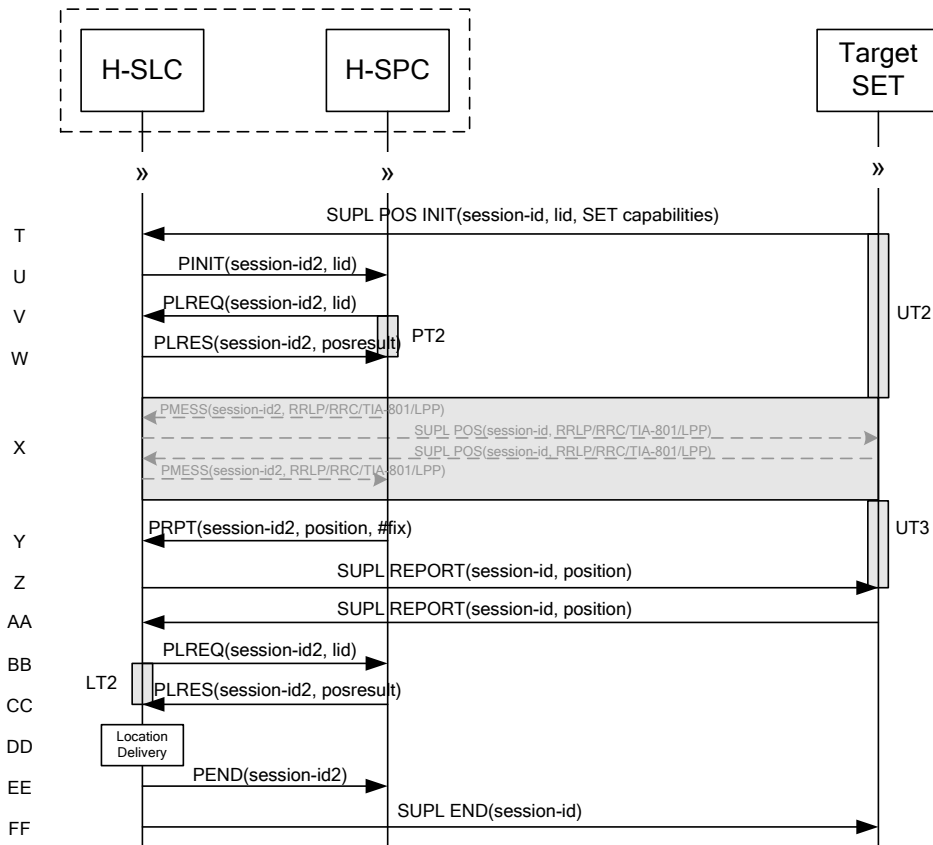 H-SLC
H-SPC
Target
SET
»
»
»
SUPL POS INIT(session-id, lid, SET capabilities)
T
PINIT(session-id2, lid)
U
PLREQ(session-id2, lid)
V
UT2
PT2
PLRES(session-id2, posresult)
W
PMESS(session-id2, RRLP/RRC/TIA-801/LPP)
SUPL POS(session-id, RRLP/RRC/TIA-801/LPP)
X
SUPL POS(session-id, RRLP/RRC/TIA-801/LPP)
PMESS(session-id2, RRLP/RRC/TIA-801/LPP)
PRPT(session-id2, position, #fix)
UT3
Y
SUPL REPORT(session-id, position)
Z
SUPL REPORT(session-id, position)
AA
PLREQ(session-id2, lid)
BB
LT2
PLRES(session-id2, posresult)
CC
Location
Delivery
DD
PEND(session-id2)
EE
SUPL END(session-id)
FF